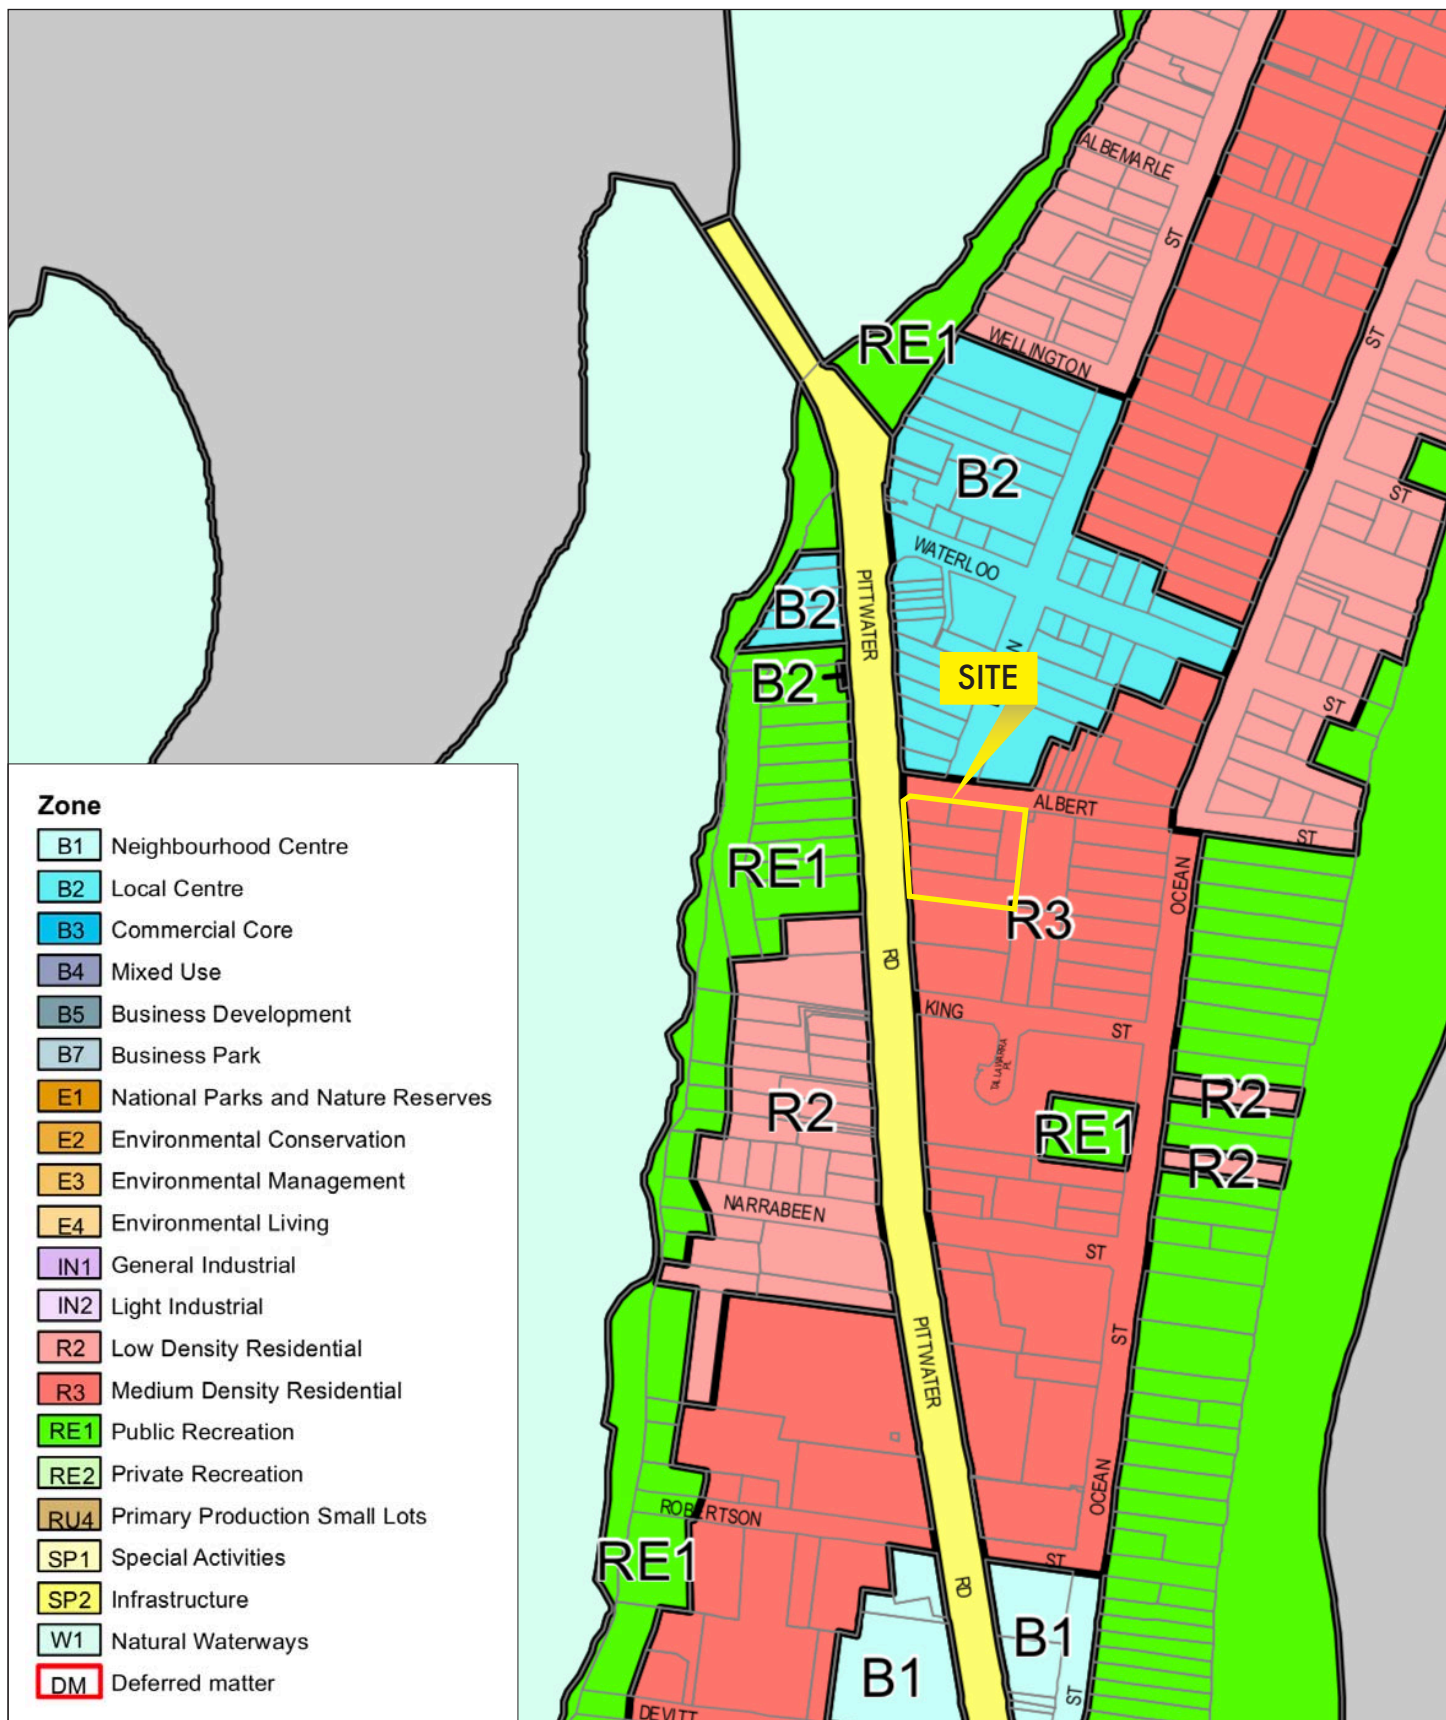 ALBEMARLE
ST
ST
RE1
WELLINGTON
B2
ST
WATERLOO
PITTWATER
B2
N
SITE
B2
ST
ALBERT
ST
RE1
OCEAN
R3
RD
KING
ST
TALLAWARRA
PL
R2
R2
RE1
R2
NARRABEEN
ST
PITTWATER
ST
OCEAN
ROBERTSON
RE1
ST
RD
B1
B1
ST
DEVITT
Zone
B1 Neighbourhood Centre
B2 Local Centre
B3 Commercial Core
B4 Mixed Use
B5 Business Development
B7 Business Park
E1 National Parks and Nature Reserves
E2 Environmental Conservation
E3 Environmental Management
E4 Environmental Living
IN1 General Industrial
IN2 Light Industrial
R2 Low Density Residential
R3 Medium Density Residential
RE1 Public Recreation
RE2 Private Recreation
RU4 Primary Production Small Lots
SP1 Special Activities
SP2 Infrastructure
W1 Natural Waterways
DM Deferred matter